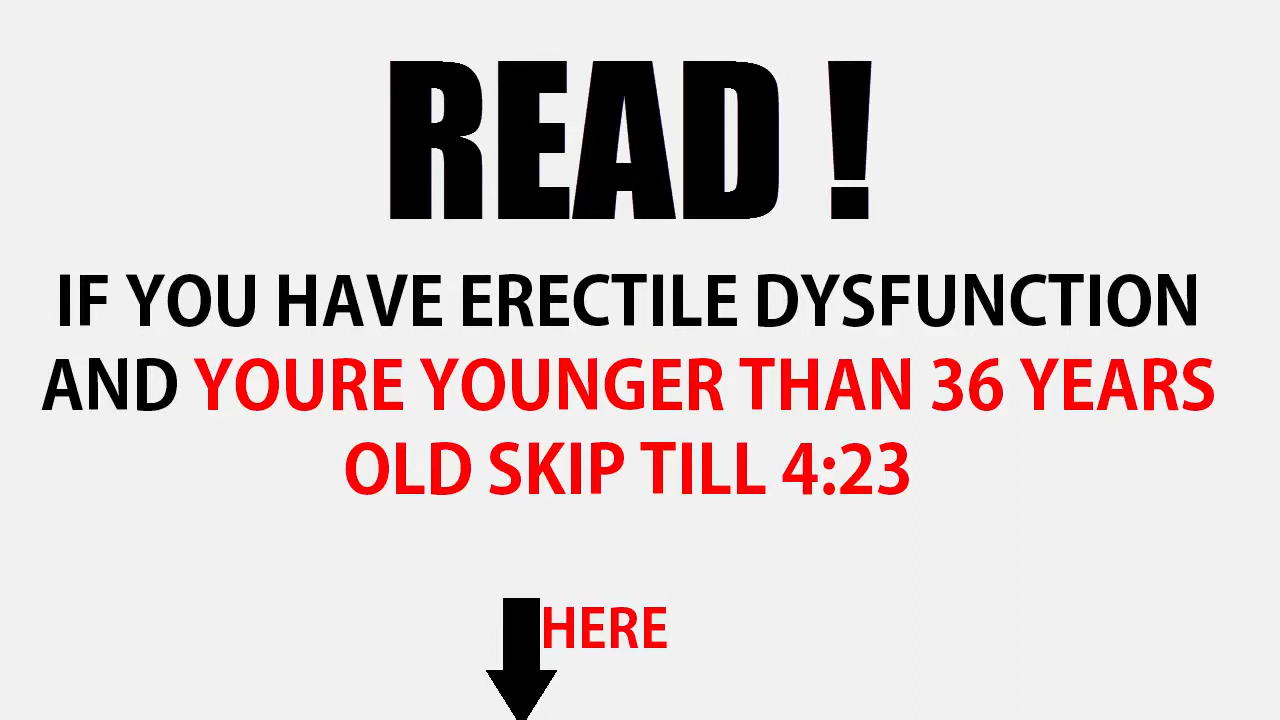 READ !
IF YOU HAVE ERECTILE DYSFUNCTION
AND YOURE YOUNGER THAN 36 YEARS
OLD SKIP TILL 4:23
HERE